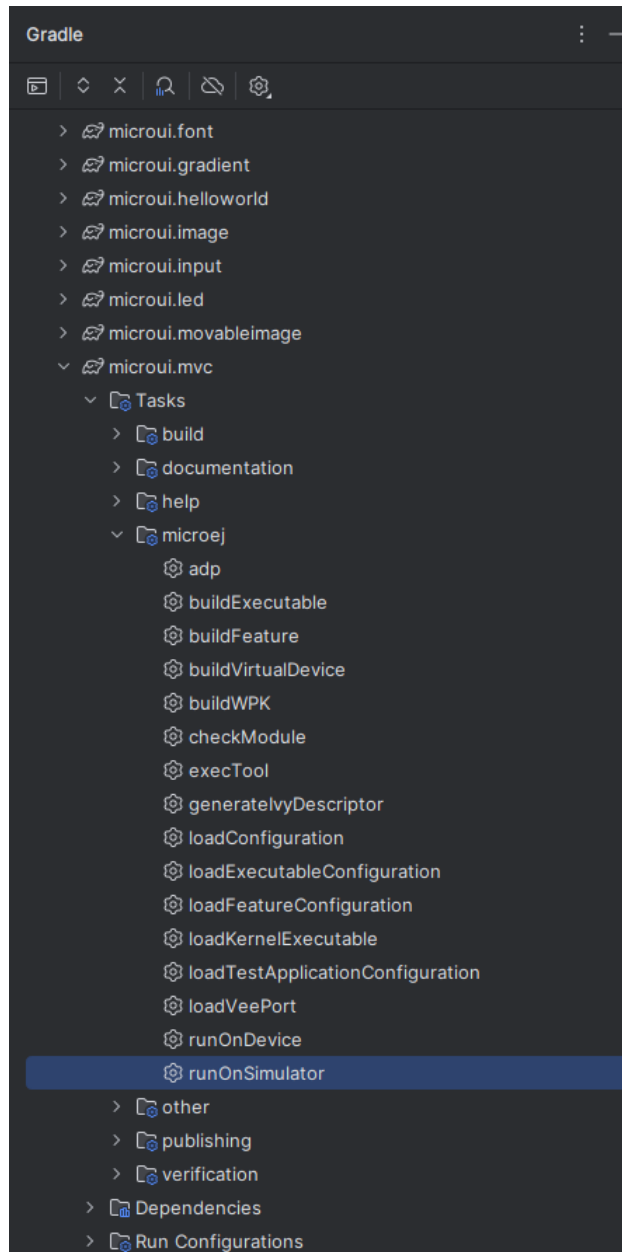 Gradle
microui.font
microui.gradient
microui.helloworld
microui.image
microui.input
microui.led
microui.movableimage
microui.mvc
Tasks
build
documentation
help
microej
adp
buildExecutable
buildFeature
buildVirtualDevice
buildWPK
checkModule
execTool
generateIvyDescriptor
loadConfiguration
loadExecutableConfiguration
loadFeatureConfiguration
loadKernelExecutable
loadTestApplicationConfiguration
loadVeePort
runOnDevice
runOnSimulator
other
publishing
verification
Dependencies
Run Configurations